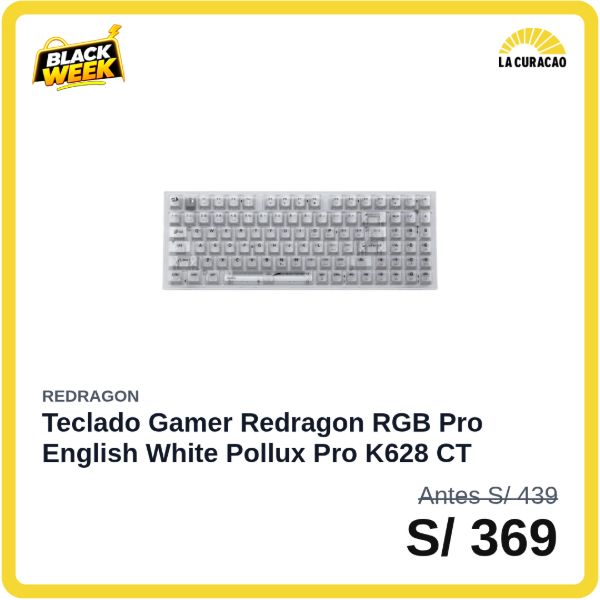 BLACK
WEEK
LA CURACAO
REDRAGON
Teclado Gamer Redragon RGB Pro
English White Pollux Pro K628 CT
Antes S/ 439
S/ 369